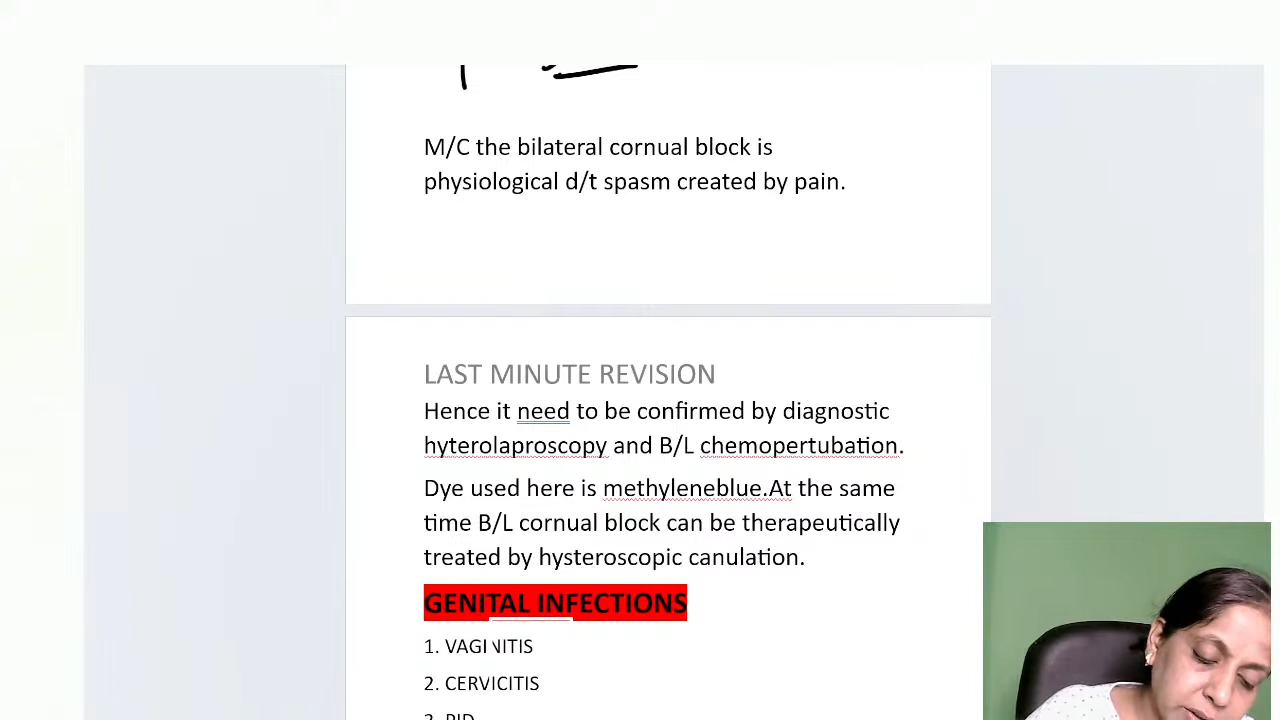 M/C the bilateral cornual block is
physiological d/t spasm created by pain.
LAST MINUTE REVISION
Hence it need to be confirmed by diagnostic
hyterolaproscopy and B/L chemopertubation.
Dye used here is methyleneblue.At the same
time B/L cornual block can be therapeutically
treated by hysteroscopic canulation.
GENITAL INFECTIONS
1. VAGINITIS
2. CERVICITIS
3. PID